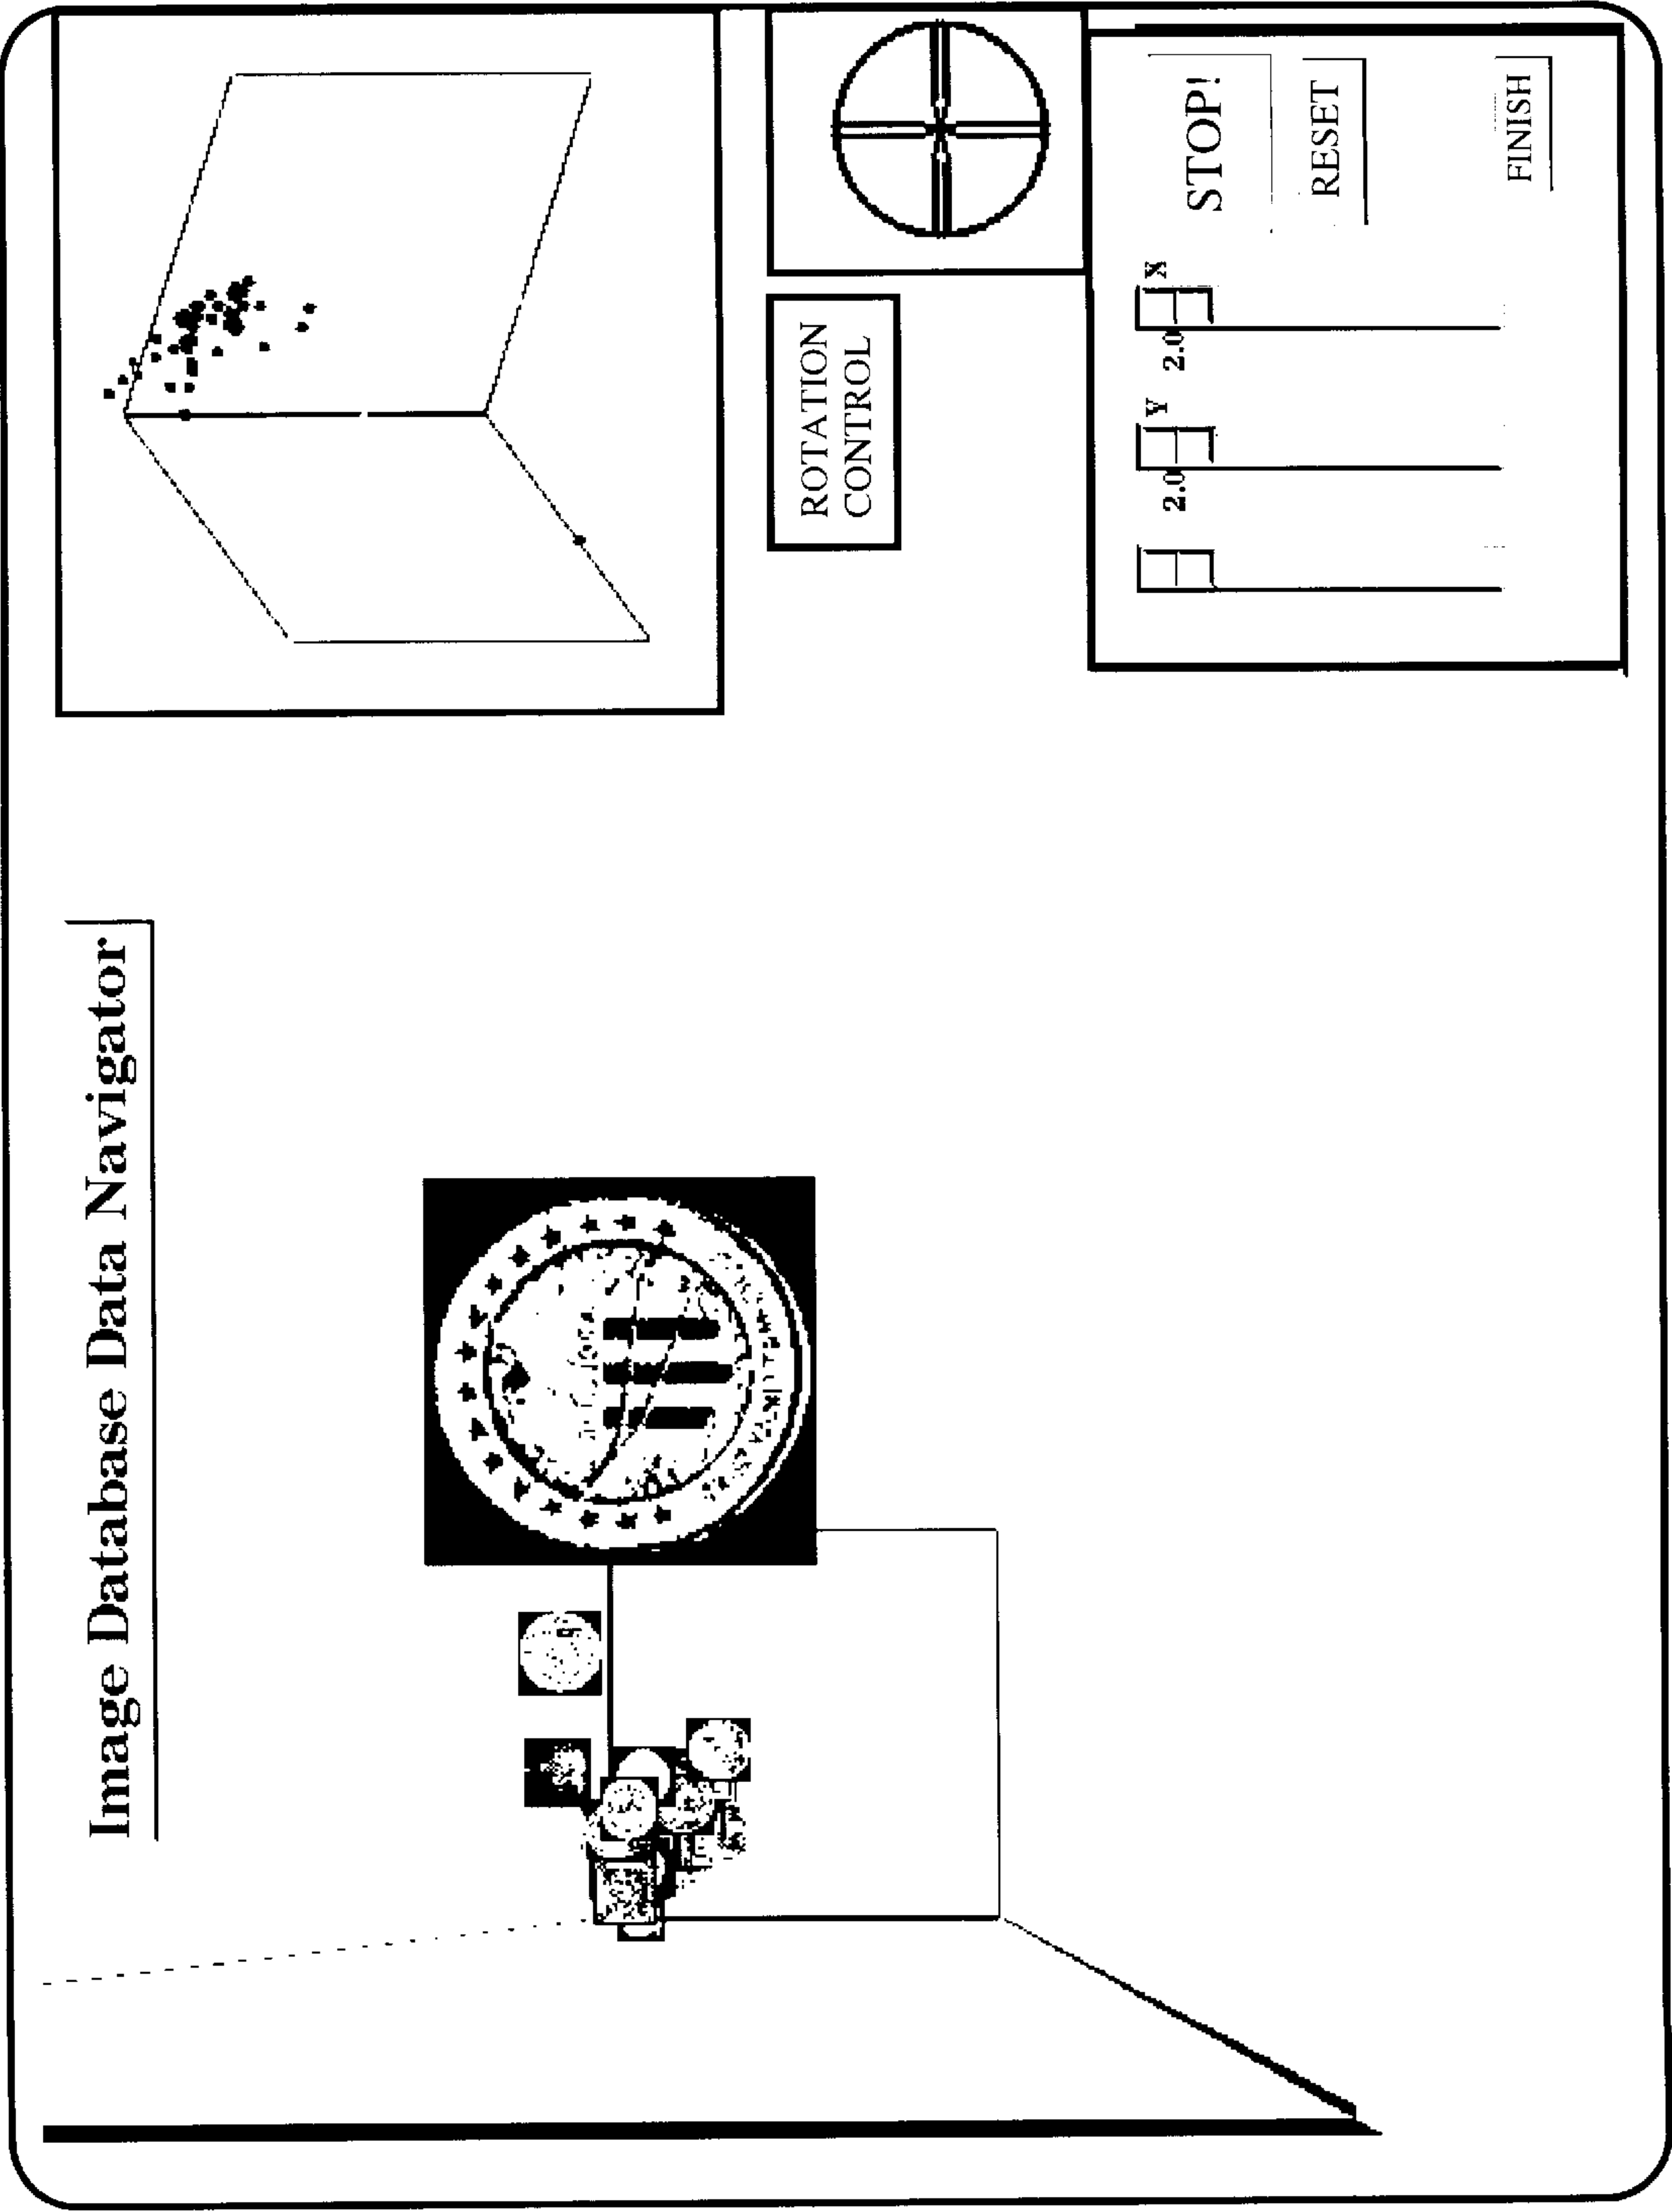 Image Database Data Navigator
ROTATION
CONTROL
2.0 Y
2.0 X
STOP!
RESET
FINISH